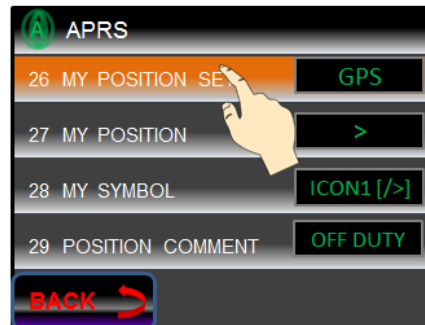 A APRS
26 MY POSITION SE
GPS
27 MY POSITION
>
28 MY SYMBOL
ICON1 [/>]
29 POSITION COMMENT
OFF DUTY
BACK